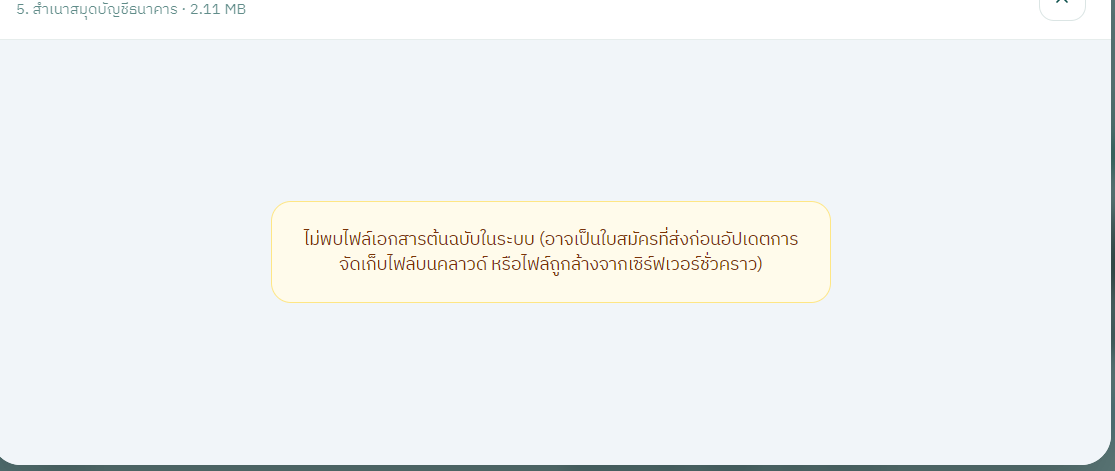 5. สำเนาสมุดบัญชีธนาคาร · 2.11 MB
ไม่พบไฟล์เอกสารต้นฉบับในระบบ (อาจเป็นใบสมัครที่ส่งก่อนอัปเดตการ
จัดเก็บไฟล์บนคลาวด์ หรือไฟล์ถูกล้างจากเซิร์ฟเวอร์ชั่วคราว)